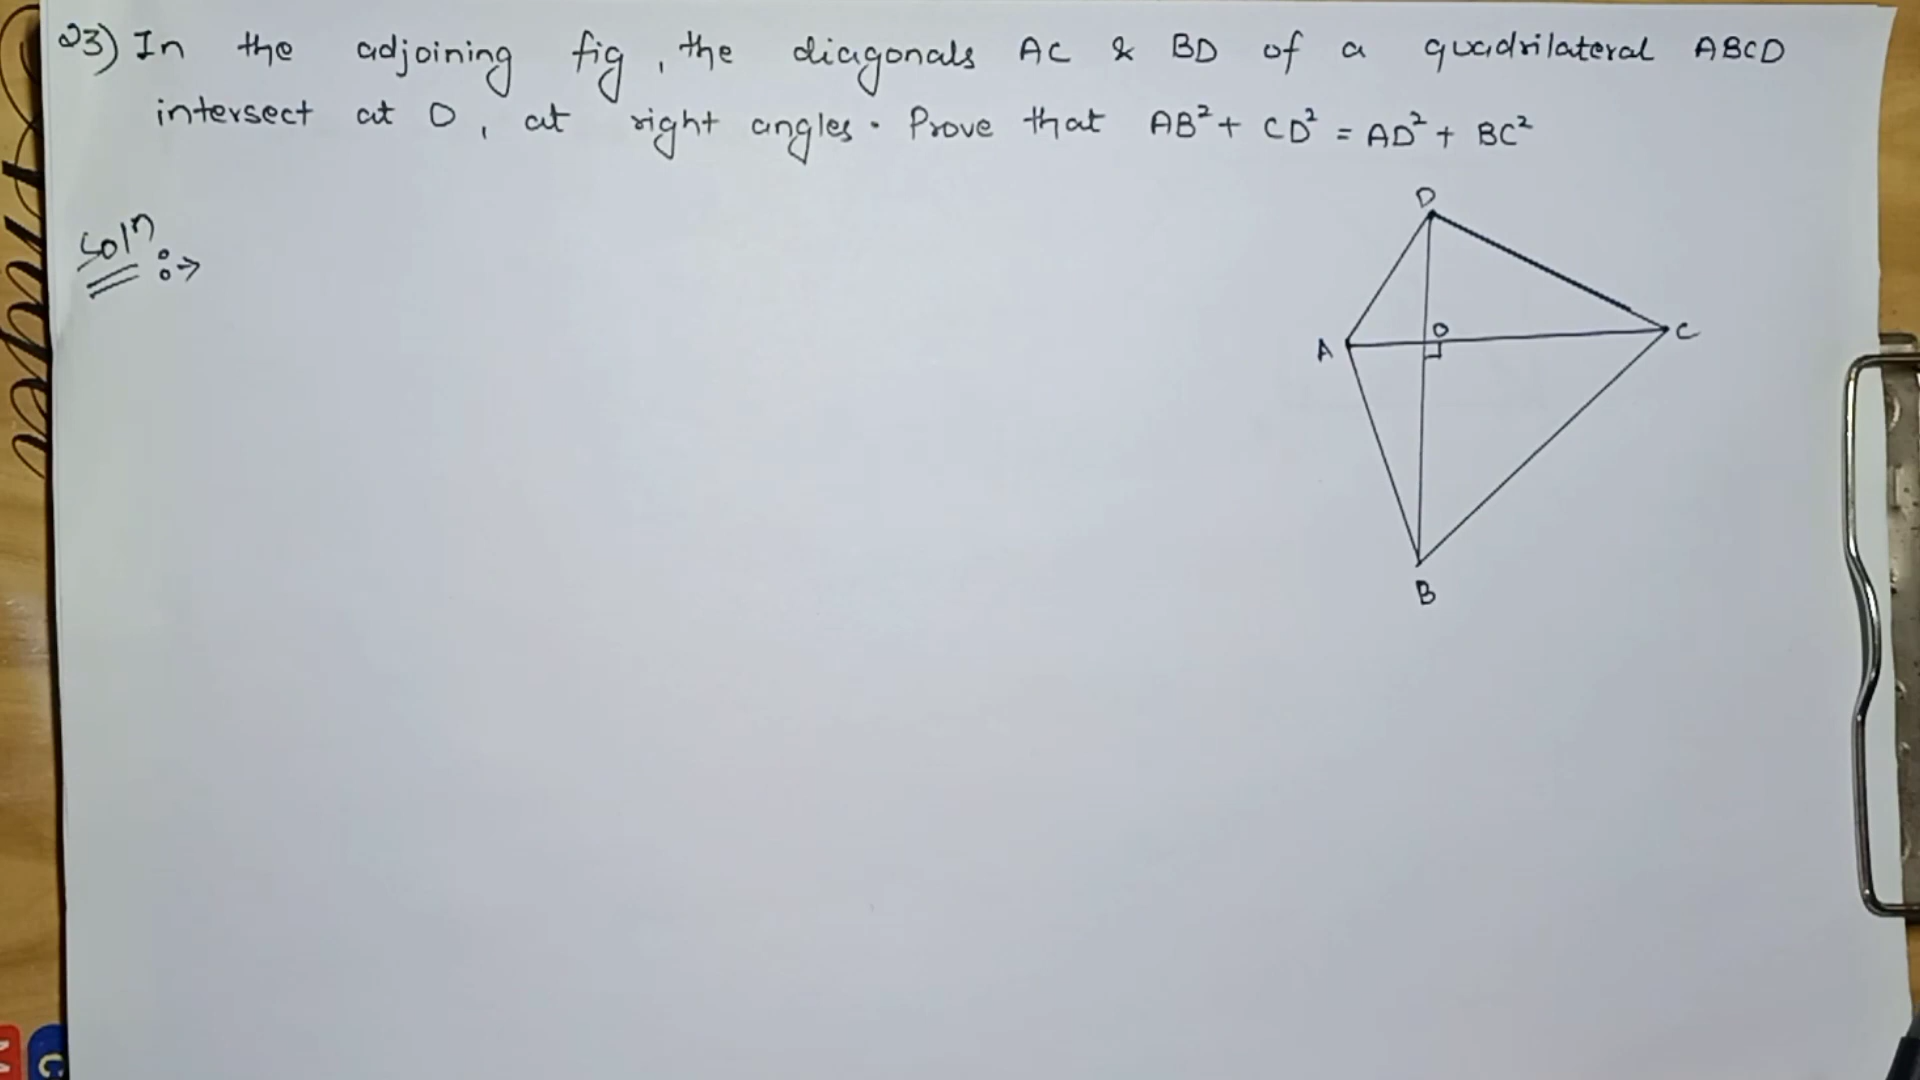 23) In the adjoining fig, the diagonals AC & BD of a quadrilateral ABCD
intersect at O, at right angles. Prove that AB² + CD² = AD² + BC²
Solⁿ :→
D
O
A
C
B
C